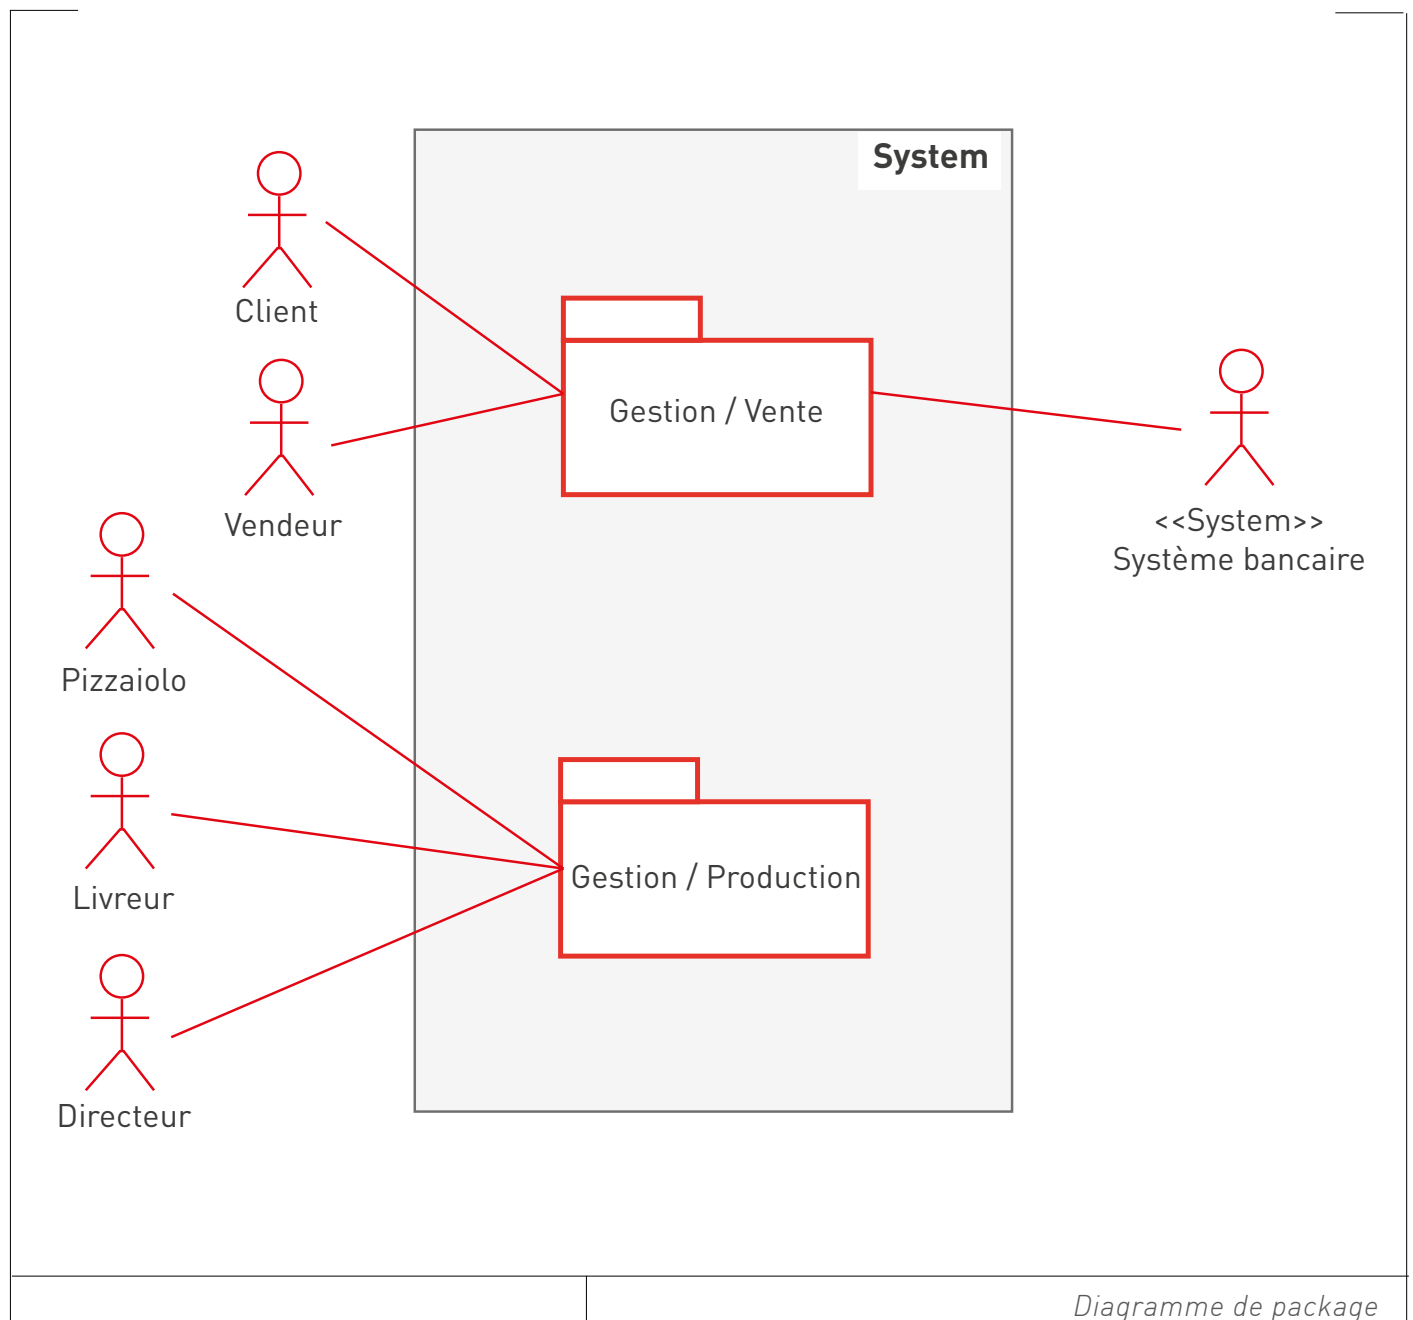 System
Client
Gestion / Vente
Vendeur
<<System>>
Système bancaire
Pizzaiolo
Gestion / Production
Livreur
Directeur
Diagramme de package